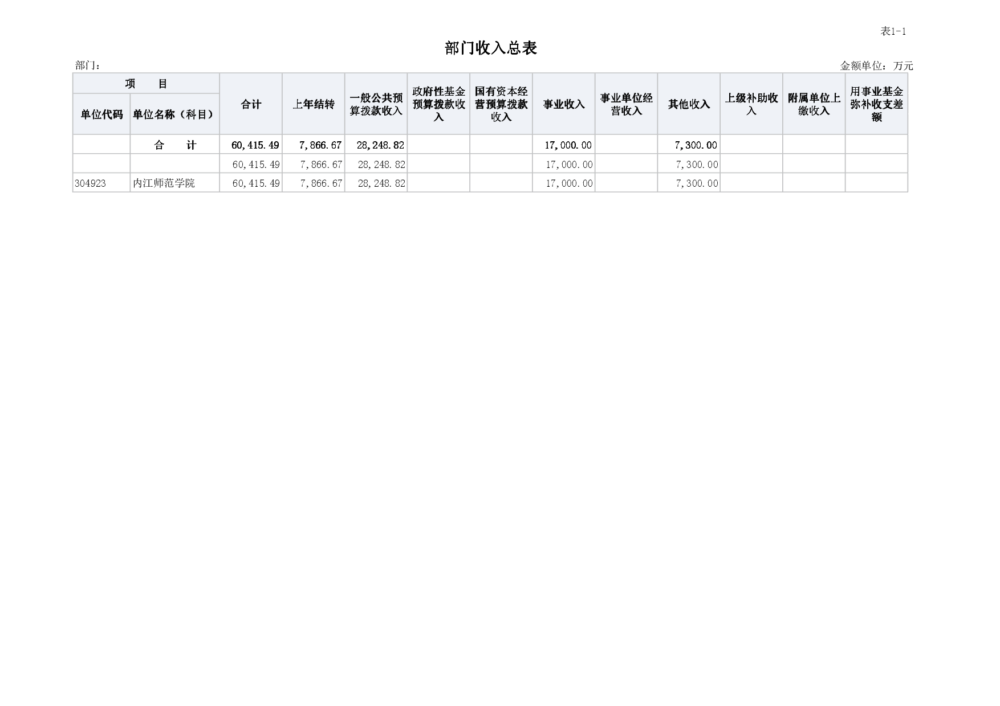 表1-1
部门收入总表
部门：
金额单位：万元
项　　目
合计
上年结转
一般公共预
算拨款收入
政府性基金
预算拨款收
入
国有资本经
营预算拨款
收入
事业收入
事业单位经
营收入
其他收入
上级补助收
入
附属单位上
缴收入
用事业基金
弥补收支差
额
单位代码
单位名称（科目）
合　　计 60,415.49 7,866.67 28,248.82 17,000.00 7,300.00
60,415.49 7,866.67 28,248.82 17,000.00 7,300.00
304923 内江师范学院 60,415.49 7,866.67 28,248.82 17,000.00 7,300.00